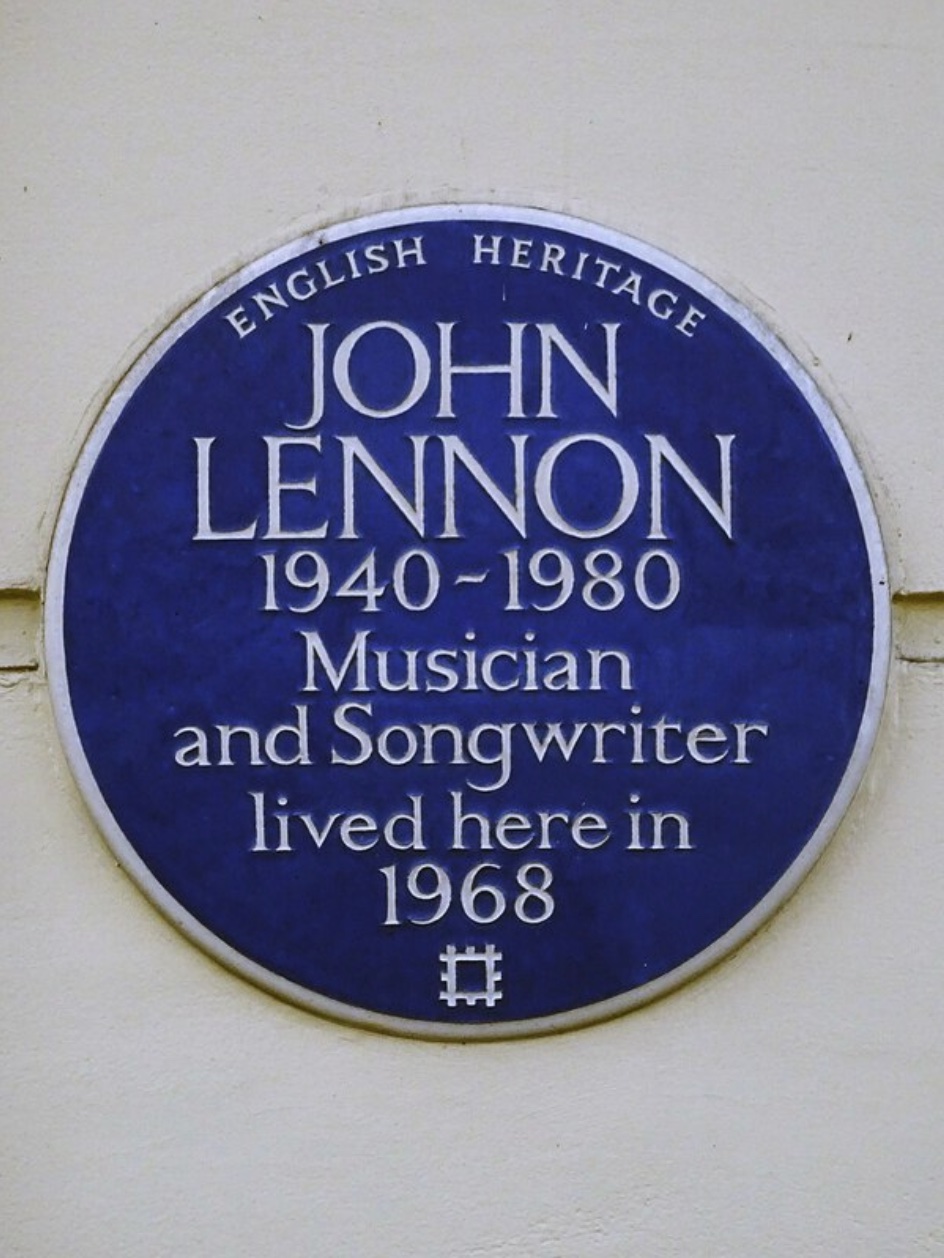 ENGLISH HERITAGE
JOHN
LENNON
1940-1980
Musician
and Songwriter
lived here in
1968